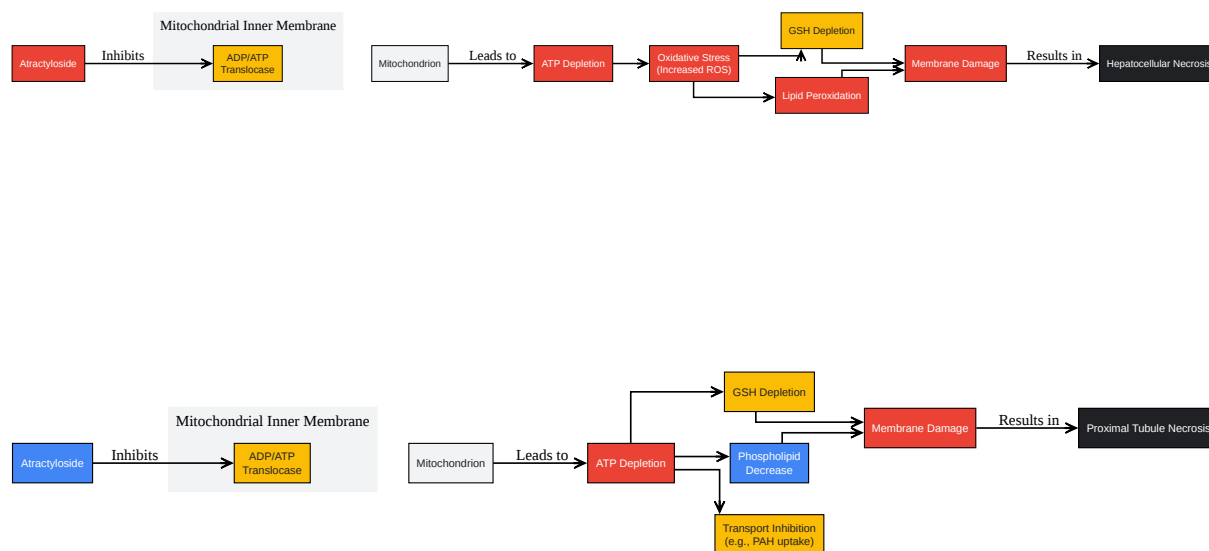 Mitochondrial Inner Membrane
Atractyloside
Inhibits
ADP/ATP
Translocase
Mitochondrion
Leads to
ATP Depletion
Oxidative Stress
(Increased ROS)
GSH Depletion
Lipid Peroxidation
Membrane Damage
Results in
Hepatocellular Necrosis
Mitochondrial Inner Membrane
Atractyloside
Inhibits
ADP/ATP
Translocase
Mitochondrion
Leads to
ATP Depletion
GSH Depletion
Phospholipid
Decrease
Transport Inhibition
(e.g., PAH uptake)
Membrane Damage
Results in
Proximal Tubule Necrosis